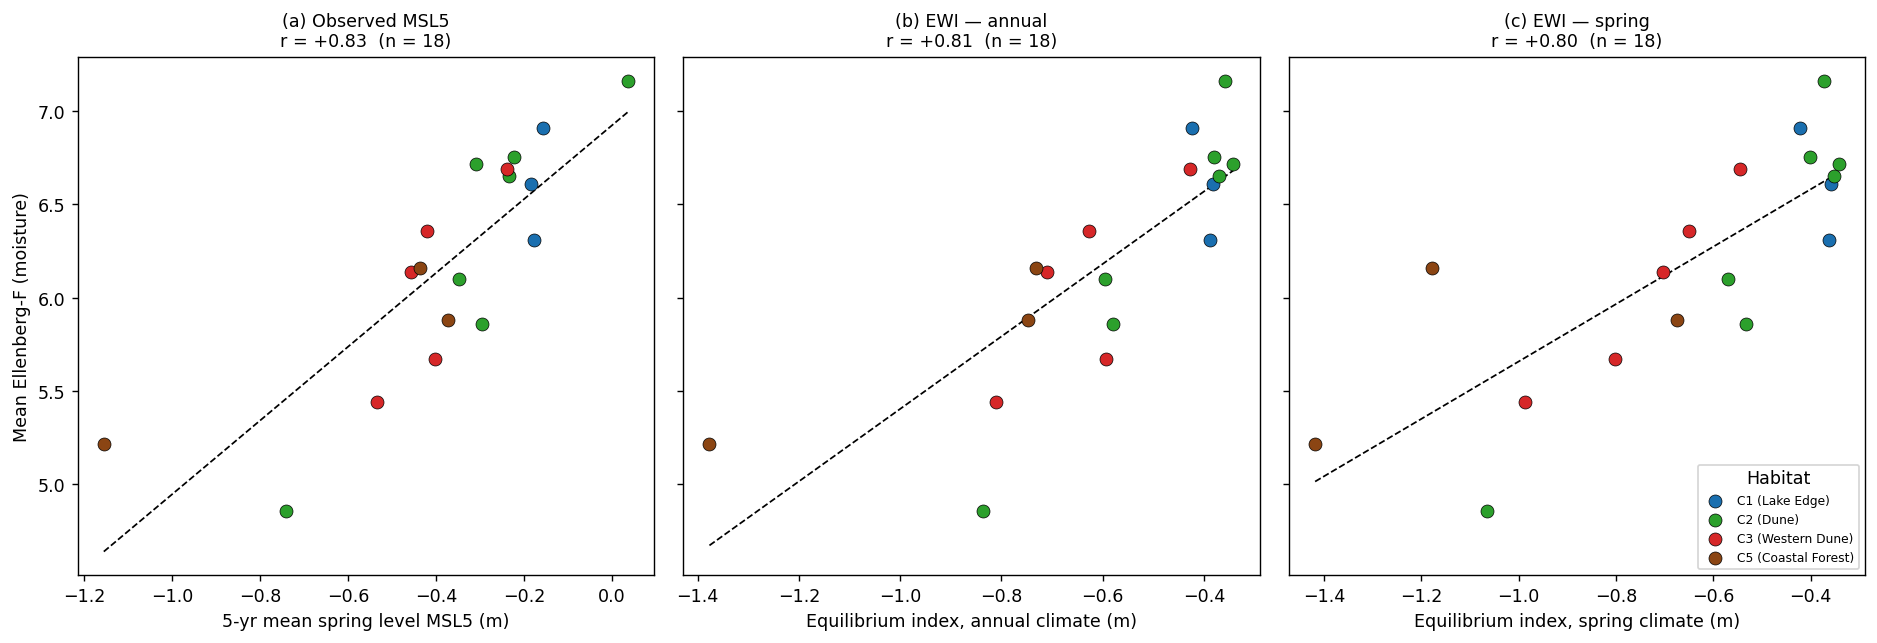 (a) Observed MSL5
r = +0.83 (n = 18)
(b) EWI — annual
r = +0.81 (n = 18)
(c) EWI — spring
r = +0.80 (n = 18)
Mean Ellenberg-F (moisture)
7.0
6.5
6.0
5.5
5.0
−1.2 −1.0 −0.8 −0.6 −0.4 −0.2 0.0
5-yr mean spring level MSL5 (m)
−1.4 −1.2 −1.0 −0.8 −0.6 −0.4
Equilibrium index, annual climate (m)
Habitat
C1 (Lake Edge)
C2 (Dune)
C3 (Western Dune)
C5 (Coastal Forest)
−1.4 −1.2 −1.0 −0.8 −0.6 −0.4
Equilibrium index, spring climate (m)